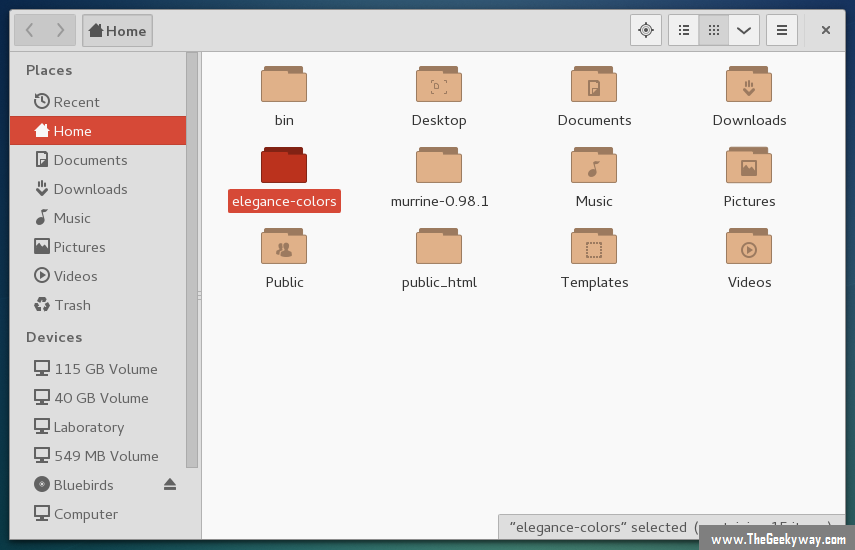 Home
Places
Recent
Home
Documents
Downloads
Music
Pictures
Videos
Trash
Devices
115 GB Volume
40 GB Volume
Laboratory
549 MB Volume
Bluebirds
Computer
bin Desktop Documents Downloads
elegance-colors murrine-0.98.1 Music Pictures
Public public_html Templates Videos
"elegance-colors" selected
www.TheGeekyway.com